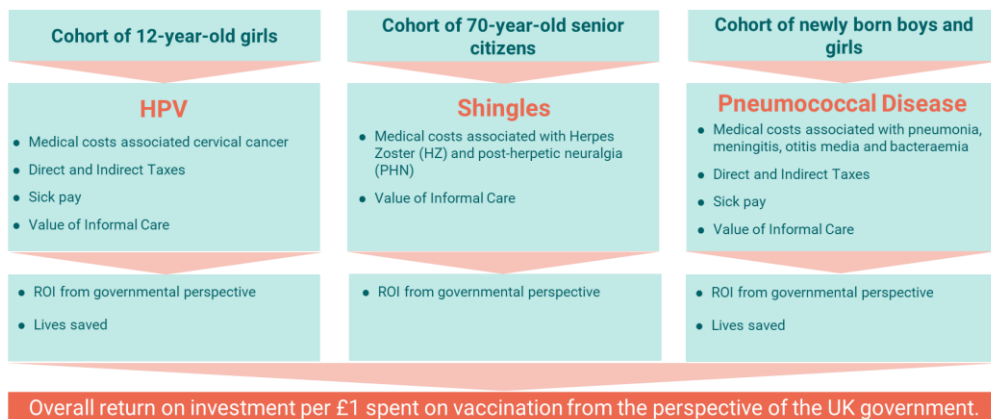 Cohort of 12-year-old girls
Cohort of 70-year-old senior
citizens
Cohort of newly born boys and
girls
HPV
● Medical costs associated cervical cancer
● Direct and Indirect Taxes
● Sick pay
● Value of Informal Care
Shingles
● Medical costs associated with Herpes
Zoster (HZ) and post-herpetic neuralgia
(PHN)
● Value of Informal Care
Pneumococcal Disease
● Medical costs associated with pneumonia,
meningitis, otitis media and bacteraemia
● Direct and Indirect Taxes
● Sick pay
● Value of Informal Care
● ROI from governmental perspective
● Lives saved
● ROI from governmental perspective
● ROI from governmental perspective
● Lives saved
Overall return on investment per £1 spent on vaccination from the perspective of the UK government.